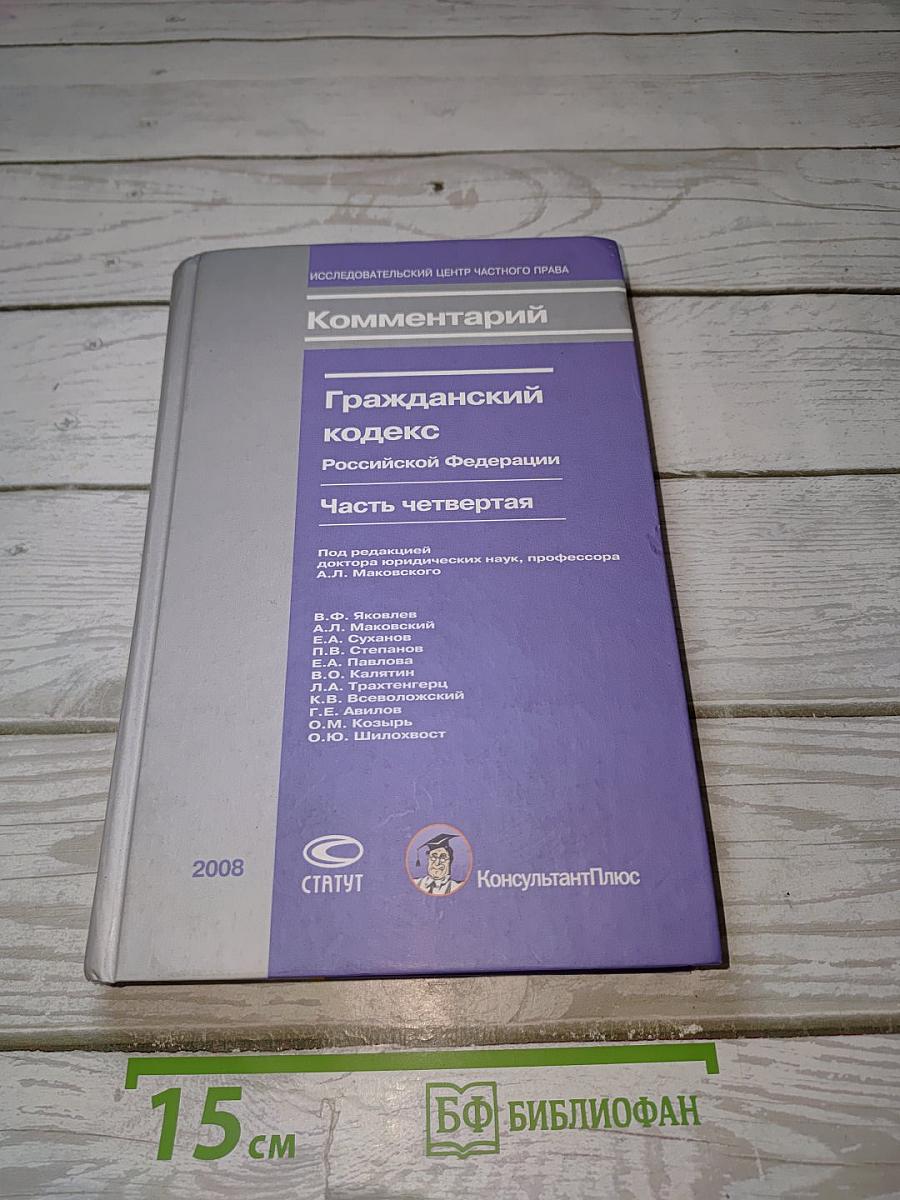 ИССЛЕДОВАТЕЛЬСКИЙ ЦЕНТР ЧАСТНОГО ПРАВА
Комментарий
Гражданский
кодекс
Российской Федерации
Часть четвертая
Под редакцией
доктора юридических наук, профессора
А.Л. Маковского
В.Ф. Яковлев
А.Л. Маковский
Е.А. Суханов
П.В. Степанов
Е.А. Павлова
В.О. Калятин
Л.А. Трахтенгерц
К.В. Всеволожский
Г.Е. Авилов
О.М. Козырь
О.Ю. Шилохвост
2008
СТАТУТ
КонсультантПлюс
15 см
БФ БИБЛИОФАН